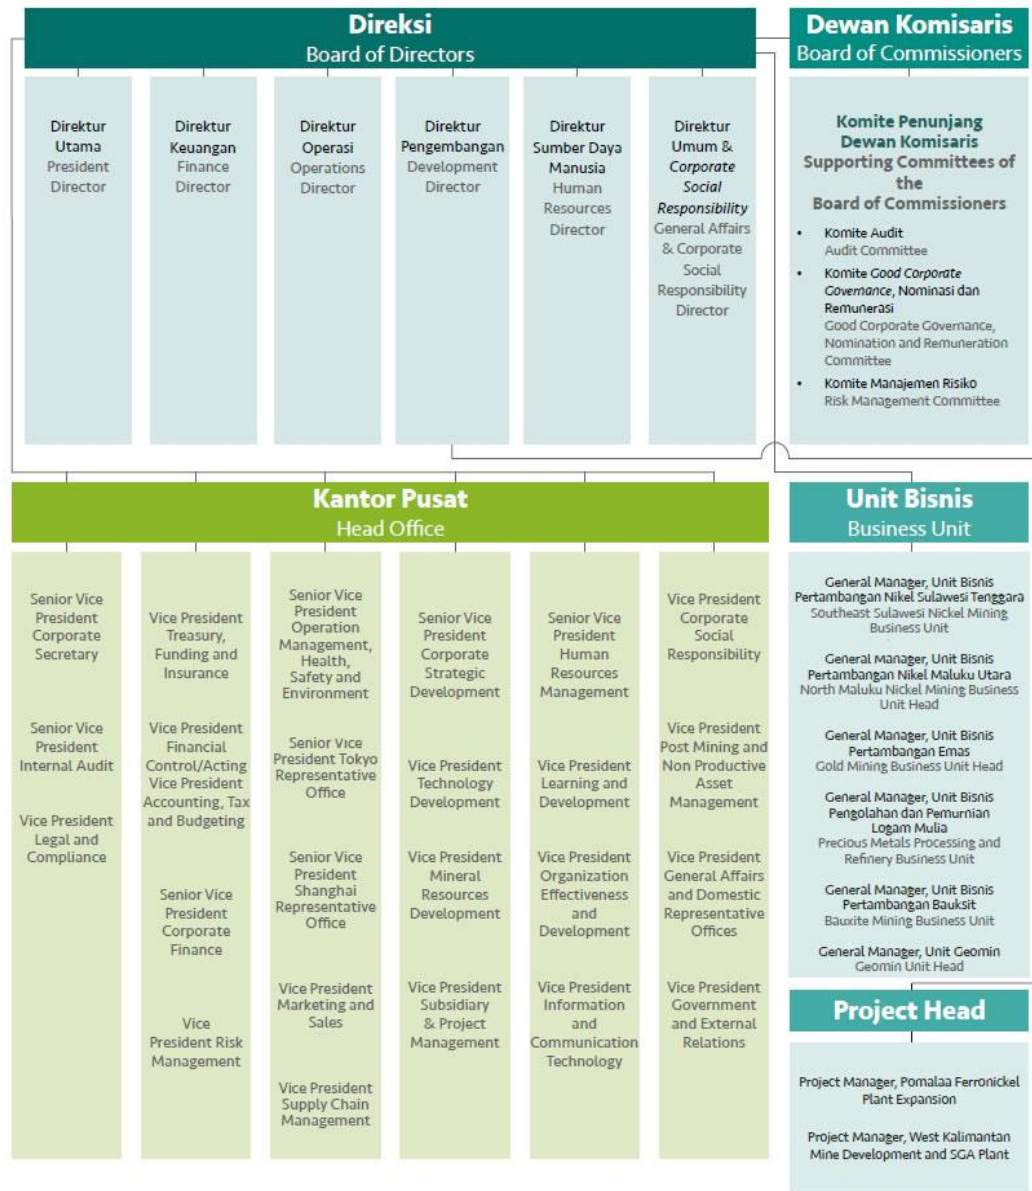 Direksi
Board of Directors
Dewan Komisaris
Board of Commissioners
Direktur
Utama
President
Director
Direktur
Keuangan
Finance
Director
Direktur
Operasi
Operations
Director
Direktur
Pengembangan
Development
Director
Direktur
Sumber Daya
Manusia
Human
Resources
Director
Direktur
Umum &
Corporate
Social
Responsibility
General Affairs
& Corporate
Social
Responsibility
Director
Komite Penunjang
Dewan Komisaris
Supporting Committees of
the
Board of Commissioners
• Komite Audit
Audit Committee
• Komite Good Corporate
Governance, Nominasi dan
Remunerasi
Good Corporate Governance,
Nomination and Remuneration
Committee
• Komite Manajemen Risiko
Risk Management Committee
Kantor Pusat
Head Office
Senior Vice
President
Corporate
Secretary
Senior Vice
President
Internal Audit
Vice President
Legal and
Compliance
Vice President
Treasury,
Funding and
Insurance
Vice President
Financial
Control/Acting
Vice President
Accounting, Tax
and Budgeting
Senior Vice
President
Corporate
Finance
Vice
President Risk
Management
Senior Vice
President
Operation
Management,
Health,
Safety and
Environment
Senior Vice
President Tokyo
Representative
Office
Senior Vice
President
Shanghai
Representative
Office
Vice President
Marketing and
Sales
Vice President
Supply Chain
Management
Senior Vice
President
Corporate
Strategic
Development
Vice President
Technology
Development
Vice President
Mineral
Resources
Development
Vice President
Subsidiary
& Project
Management
Senior Vice
President
Human
Resources
Management
Vice President
Learning and
Development
Vice President
Organization
Effectiveness
and
Development
Vice President
Information
and
Communication
Technology
Vice President
Corporate
Social
Responsibility
Vice President
Post Mining and
Non Productive
Asset
Management
Vice President
General Affairs
and Domestic
Representative
Offices
Vice President
Government
and External
Relations
Unit Bisnis
Business Unit
General Manager, Unit Bisnis
Pertambangan Nikel Sulawesi Tenggara
Southeast Sulawesi Nickel Mining
Business Unit
General Manager, Unit Bisnis
Pertambangan Nikel Maluku Utara
North Maluku Nickel Mining Business
Unit Head
General Manager, Unit Bisnis
Pertambangan Emas
Gold Mining Business Unit Head
General Manager, Unit Bisnis
Pengolahan dan Pemurnian
Logam Mulia
Precious Metals Processing and
Refinery Business Unit
General Manager, Unit Bisnis
Pertambangan Bauksit
Bauxite Mining Business Unit
General Manager, Unit Geomin
Geomin Unit Head
Project Head
Project Manager, Pomalaa Ferronickel
Plant Expansion
Project Manager, West Kalimantan
Mine Development and SGA Plant